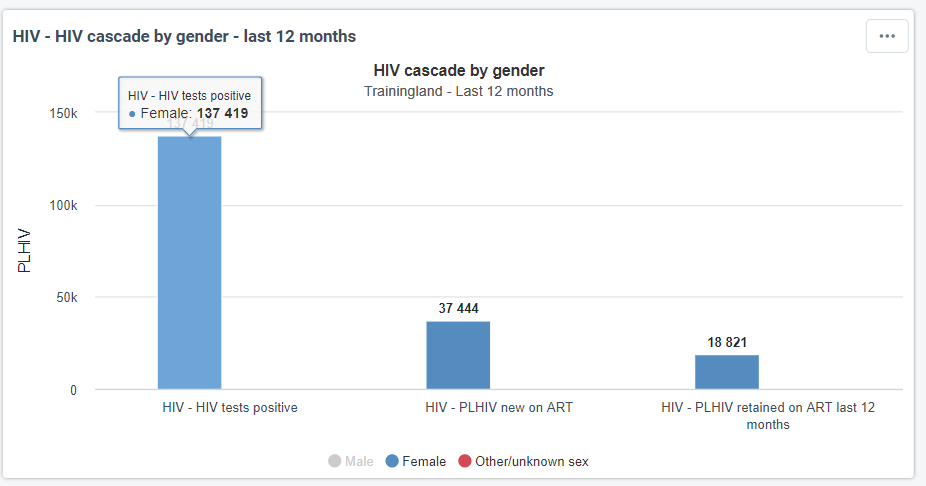 HIV - HIV cascade by gender - last 12 months
HIV cascade by gender
Trainingland - Last 12 months
HIV - HIV tests positive
Female: 137 419
137 419
150k
100k
50k
0
PLHIV
37 444
18 821
HIV - HIV tests positive
HIV - PLHIV new on ART
HIV - PLHIV retained on ART last 12
months
Male
Female
Other/unknown sex